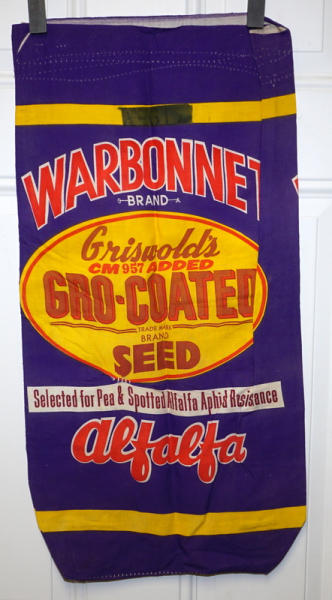 WARBONNET
BRAND
Griswold's
CM 957 ADDED
GRO-COATED
TRADE MARK
BRAND
SEED
Selected for Pea & Spotted Alfalfa Aphid Resisance
alfalfa